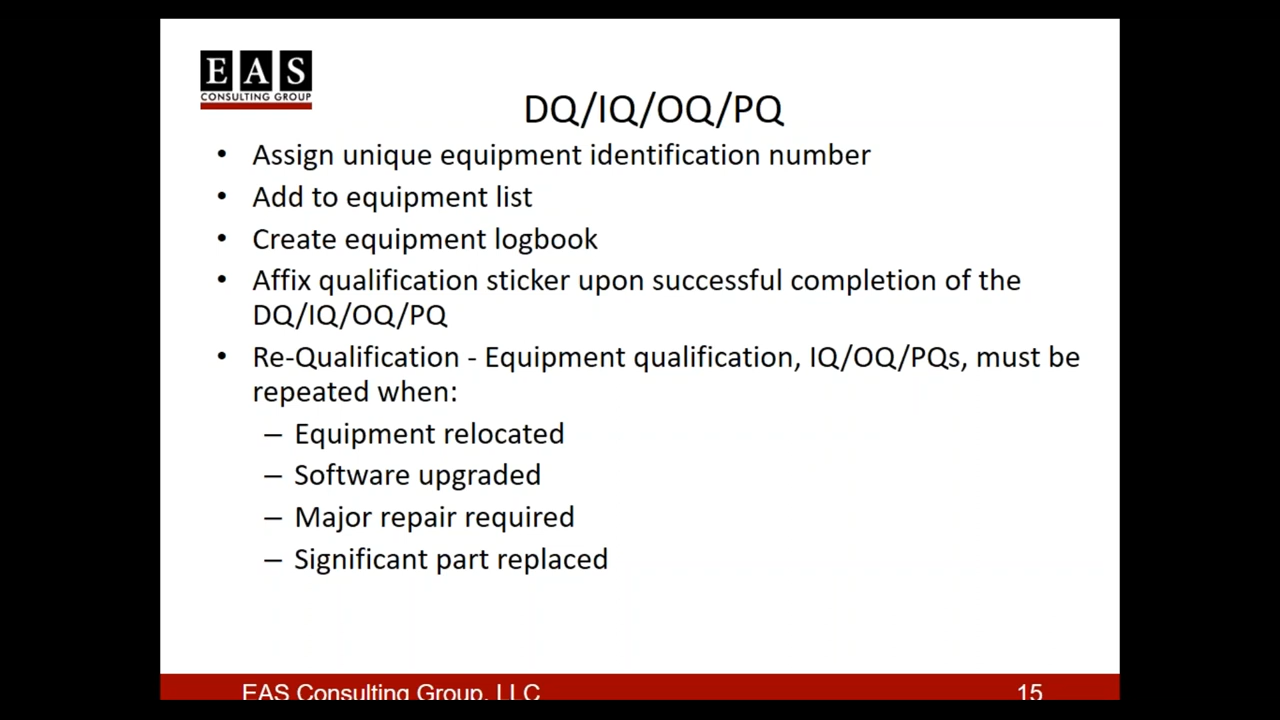 EAS
CONSULTING GROUP
DQ/IQ/OQ/PQ
• Assign unique equipment identification number
• Add to equipment list
• Create equipment logbook
• Affix qualification sticker upon successful completion of the
DQ/IQ/OQ/PQ
• Re-Qualification - Equipment qualification, IQ/OQ/PQs, must be
repeated when:
– Equipment relocated
– Software upgraded
– Major repair required
– Significant part replaced
EAS Consulting Group, LLC
15